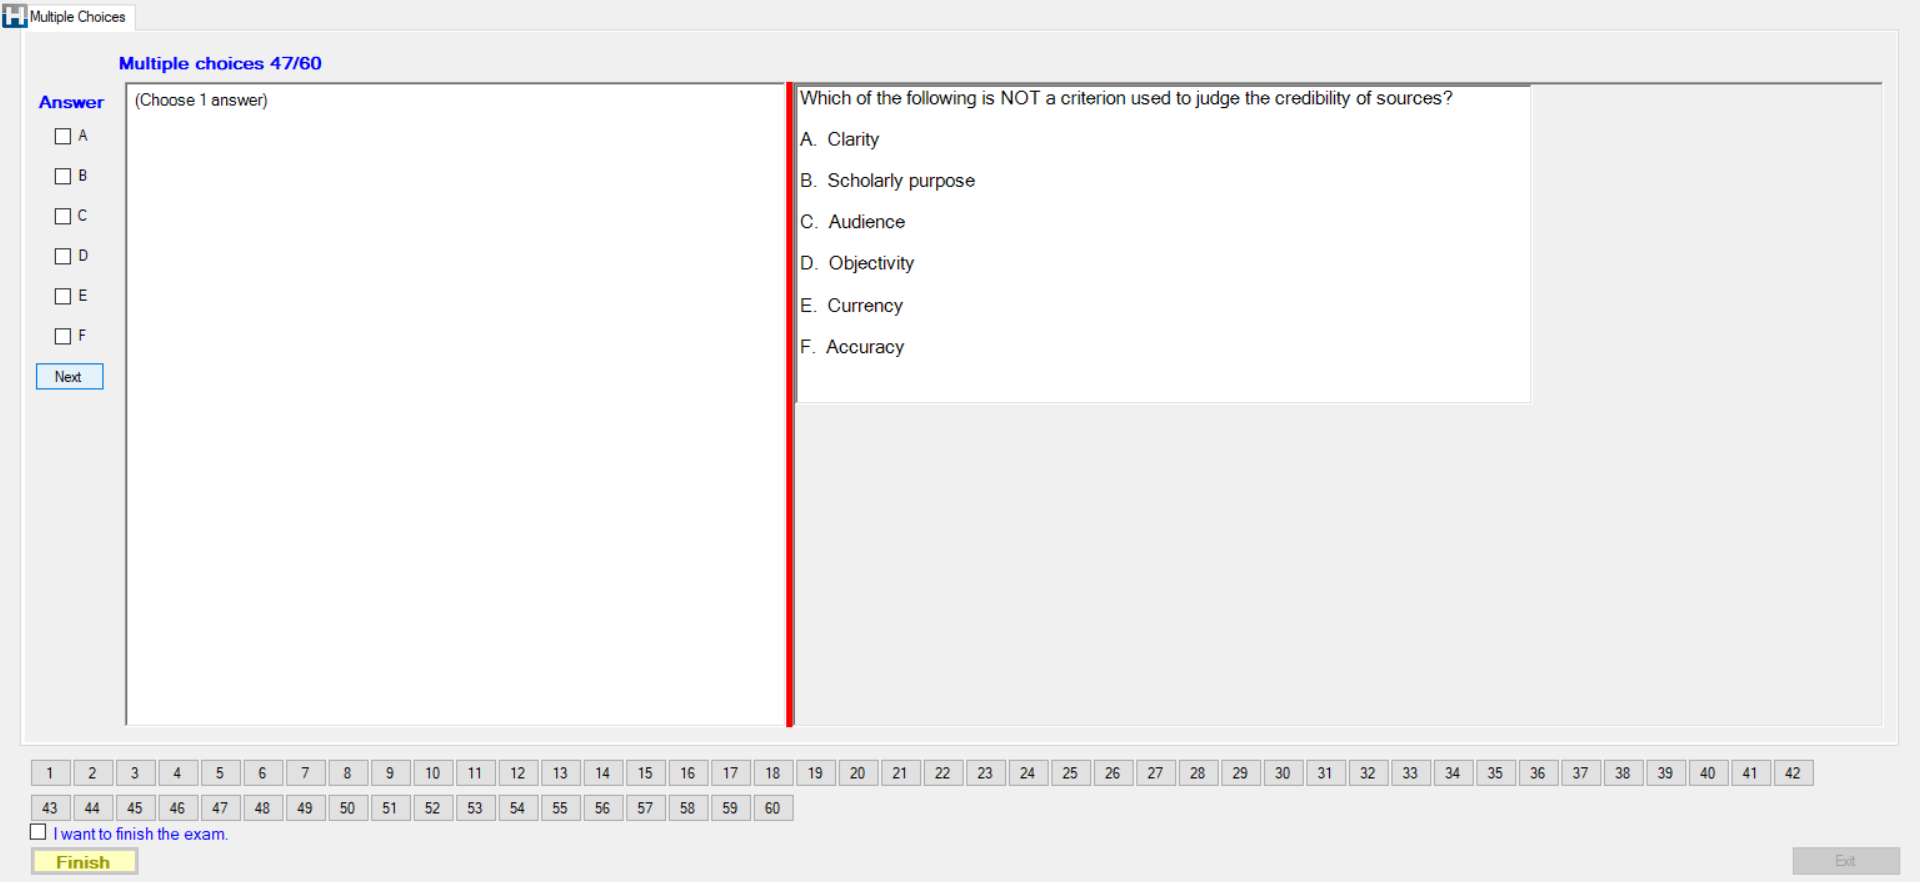 Multiple Choices
Multiple choices 47/60
Answer
A
B
C
D
E
F
Next
(Choose 1 answer)
Which of the following is NOT a criterion used to judge the credibility of sources?
A. Clarity
B. Scholarly purpose
C. Audience
D. Objectivity
E. Currency
F. Accuracy
1 2 3 4 5 6 7 8 9 10 11 12 13 14 15 16 17 18 19 20 21 22 23 24 25 26 27 28 29 30 31 32 33 34 35 36 37 38 39 40 41 42
43 44 45 46 47 48 49 50 51 52 53 54 55 56 57 58 59 60
I want to finish the exam.
Finish
Exit